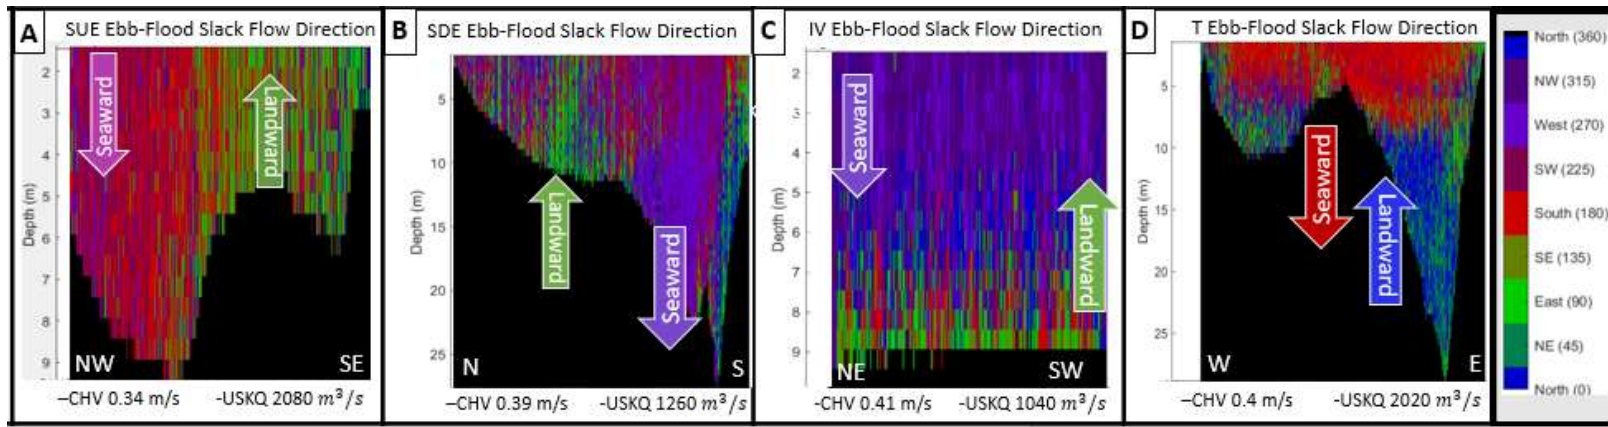 A
SUE Ebb-Flood Slack Flow Direction
2
3
4
5
6
7
8
9
Depth (m)
Seaward
Landward
NW
SE
–CHV 0.34 m/s
-USKQ 2080 m³/s
B
SDE Ebb-Flood Slack Flow Direction
5
10
15
20
25
Depth (m)
Landward
Seaward
N
S
–CHV 0.39 m/s
-USKQ 1260 m³/s
C
IV Ebb-Flood Slack Flow Direction
2
3
4
5
6
7
8
9
Depth (m)
Seaward
Landward
NE
SW
-CHV 0.41 m/s
-USKQ 1040 m³/s
D
T Ebb-Flood Slack Flow Direction
5
10
15
20
25
Depth (m)
Seaward
Landward
W
E
–CHV 0.4 m/s
-USKQ 2020 m³/s
North (360)
NW (315)
West (270)
SW (225)
South (180)
SE (135)
East (90)
NE (45)
North (0)